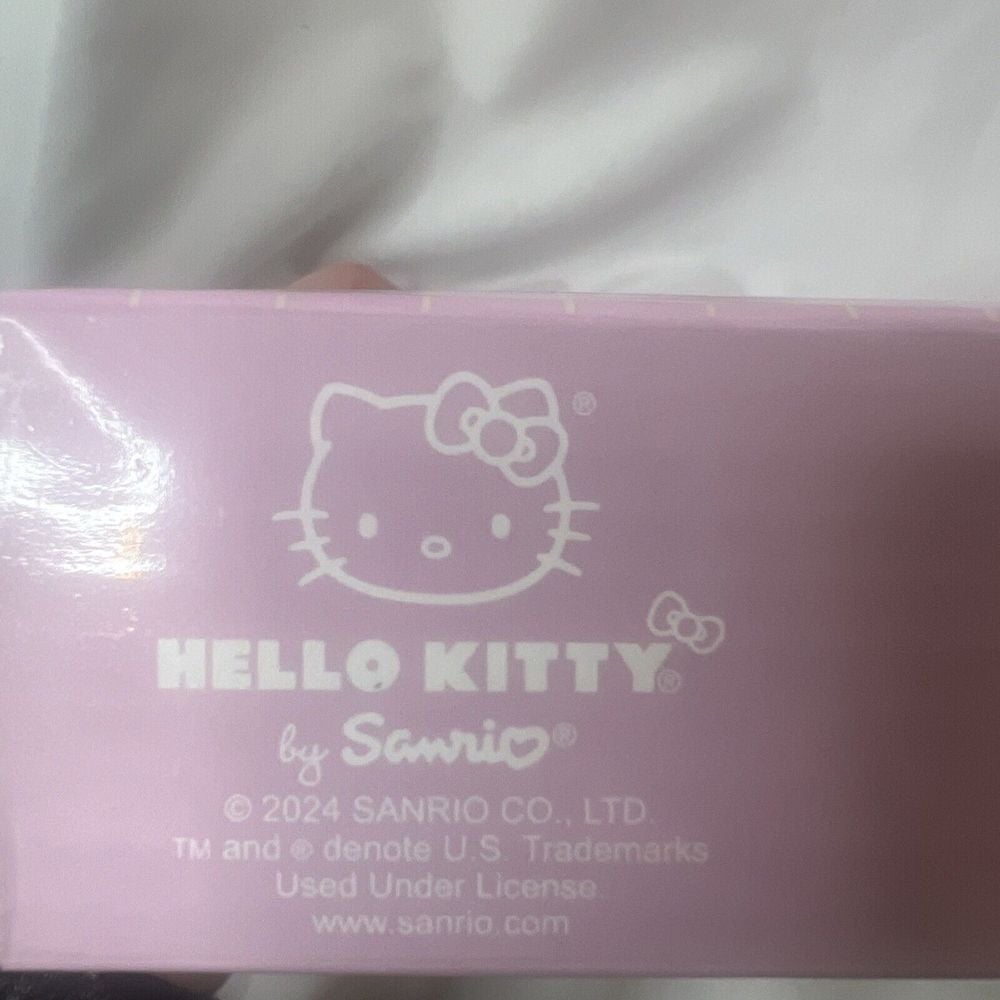 ®
HELLO KITTY®
by Sanrio®
© 2024 SANRIO CO., LTD.
TM and ® denote U.S. Trademarks
Used Under License.
www.sanrio.com